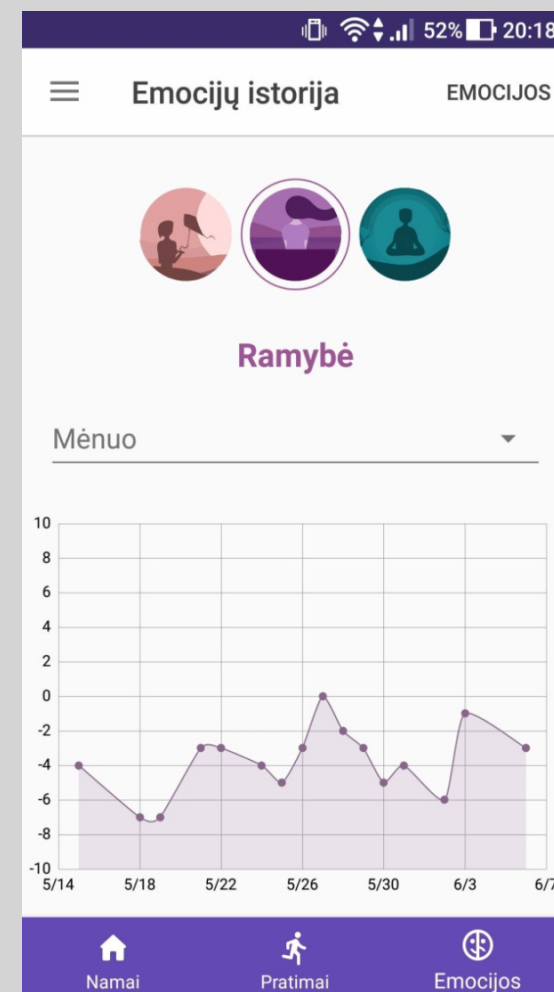 52% 20:18
Emocijų istorija EMOCIJOS
Ramybė
Mėnuo
10
8
6
4
2
0
-2
-4
-6
-8
-10
5/14 5/18 5/22 5/26 5/30 6/3 6/7
Namai Pratimai Emocijos